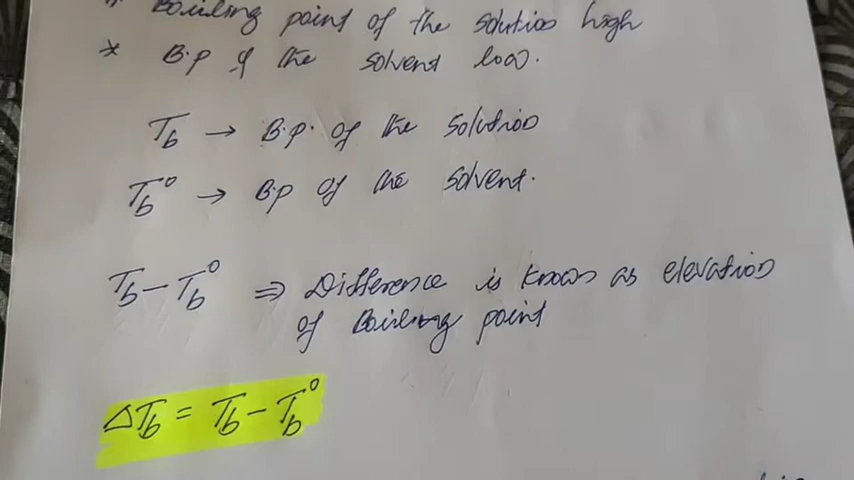 * Boiling point of the solution high
* B.p of the solvent low.
Tb → B.p. of the solution
Tb° → Bp of the solvent.
Tb – Tb° ⇒ Difference is known as elevation
of Boiling point
ΔTb = Tb – Tb°